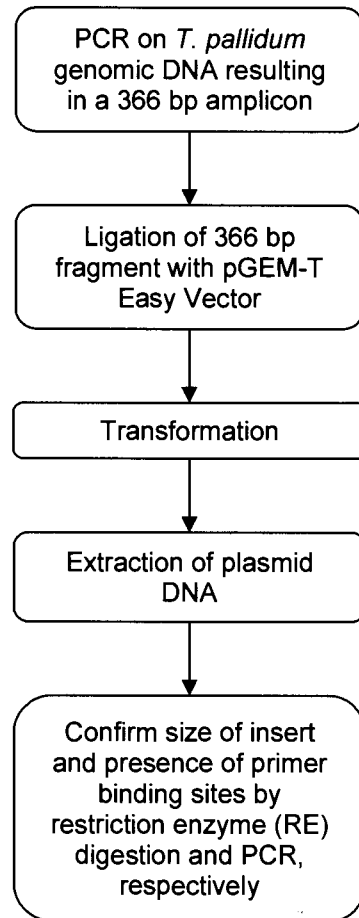 PCR on T. pallidum
genomic DNA resulting
in a 366 bp amplicon
Ligation of 366 bp
fragment with pGEM-T
Easy Vector
Transformation
Extraction of plasmid
DNA
Confirm size of insert
and presence of primer
binding sites by
restriction enzyme (RE)
digestion and PCR,
respectively